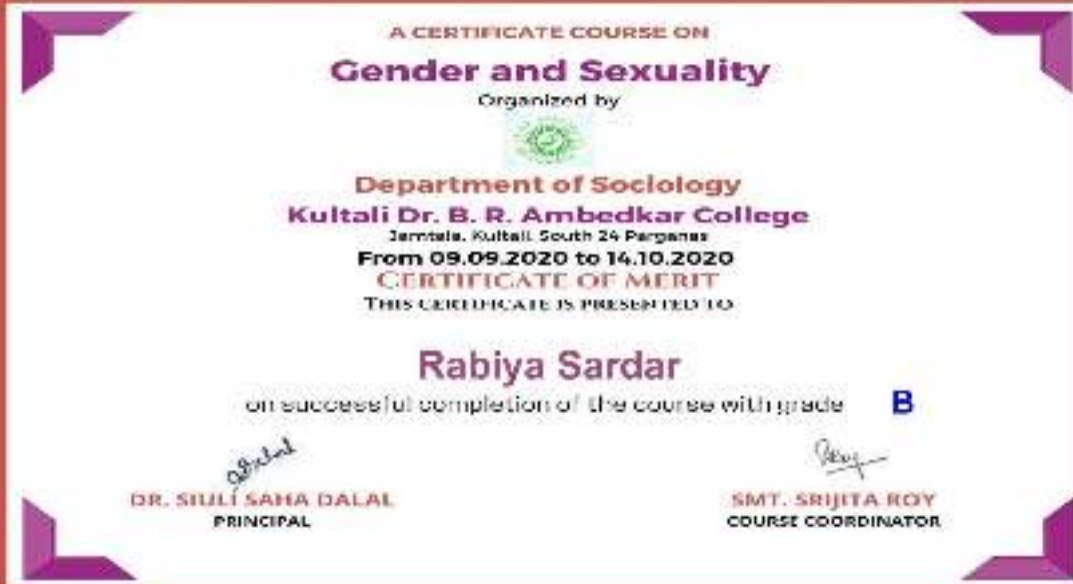 A CERTIFICATE COURSE ON
Gender and Sexuality
Organized by
Department of Sociology
Kultali Dr. B. R. Ambedkar College
Jamtala, Kultali, South 24 Parganas
From 09.09.2020 to 14.10.2020
CERTIFICATE OF MERIT
THIS CERTIFICATE IS PRESENTED TO
Rabiya Sardar
on successful completion of the course with grade B
DR. SIULI SAHA DALAL
PRINCIPAL
SMT. SRIJITA ROY
COURSE COORDINATOR